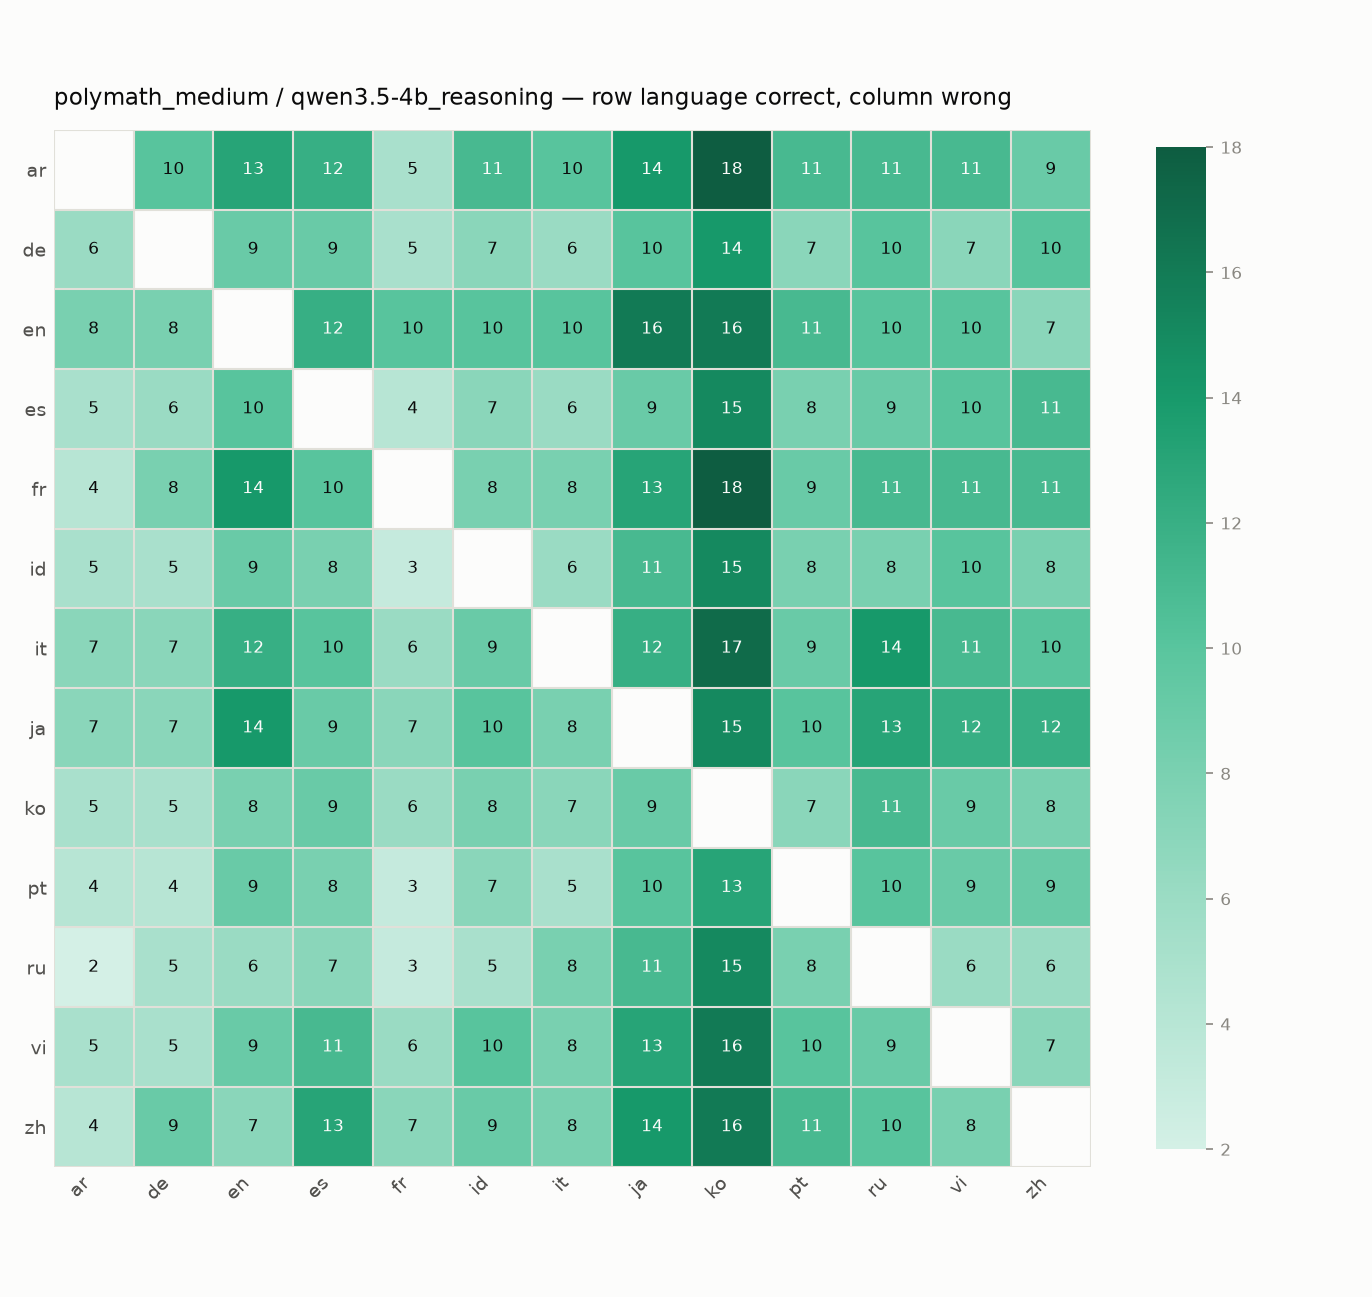 polymath_medium / qwen3.5-4b_reasoning — row language correct, column wrong
ar 10 13 12 5 11 10 14 18 11 11 11 9
de 6 9 9 5 7 6 10 14 7 10 7 10
en 8 8 12 10 10 10 16 16 11 10 10 7
es 5 6 10 4 7 6 9 15 8 9 10 11
fr 4 8 14 10 8 8 13 18 9 11 11 11
id 5 5 9 8 3 6 11 15 8 8 10 8
it 7 7 12 10 6 9 12 17 9 14 11 10
ja 7 7 14 9 7 10 8 15 10 13 12 12
ko 5 5 8 9 6 8 7 9 7 11 9 8
pt 4 4 9 8 3 7 5 10 13 10 9 9
ru 2 5 6 7 3 5 8 11 15 8 6 6
vi 5 5 9 11 6 10 8 13 16 10 9 7
zh 4 9 7 13 7 9 8 14 16 11 10 8
ar de en es fr id it ja ko pt ru vi zh
18
16
14
12
10
8
6
4
2